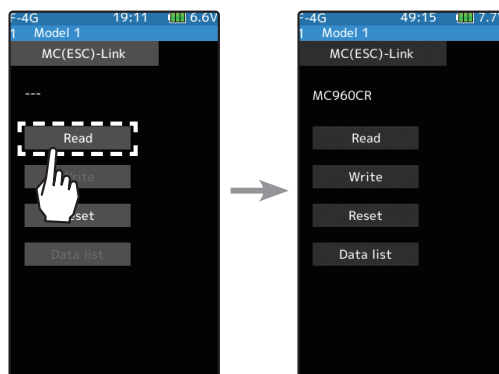 F-4G 19:11 6.6V
1 Model 1
MC(ESC)-Link
---
Read
Write
Reset
Data list
F-4G 49:15 7.7
1 Model 1
MC(ESC)-Link
MC960CR
Read
Write
Reset
Data list